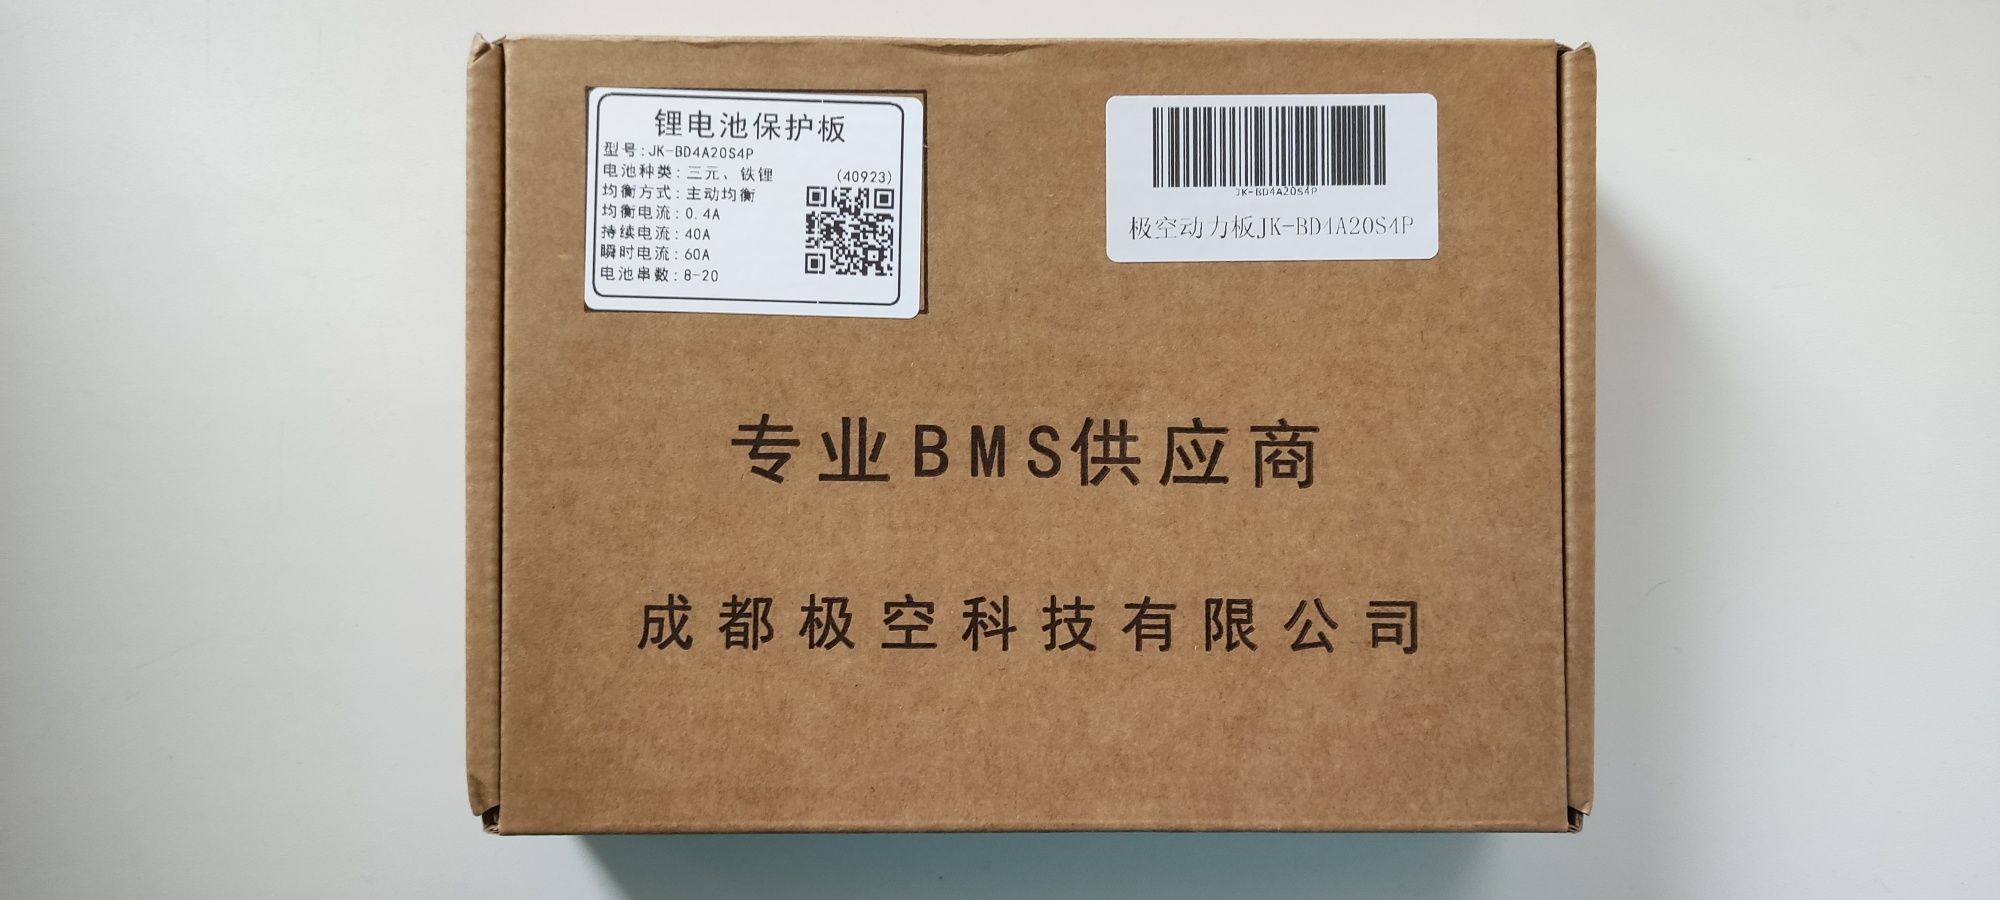 锂电池保护板
型号:JK-BD4A20S4P
电池种类:三元、铁锂
(40923)
均衡方式:主动均衡
均衡电流:0.4A
持续电流:40A
瞬时电流:60A
电池串数:8-20
JK-BD4A20S4P
极空动力板JK-BD4A20S4P
专业BMS供应商
成都极空科技有限公司